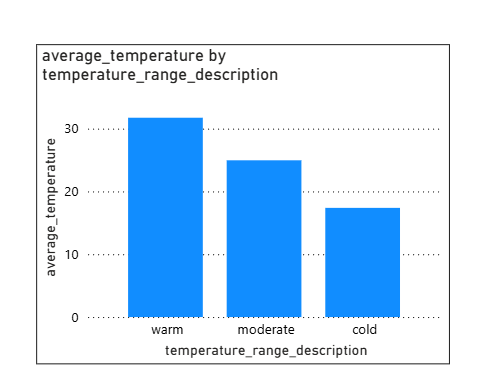 average_temperature by
temperature_range_description
average_temperature
30
20
10
0
warm moderate cold
temperature_range_description